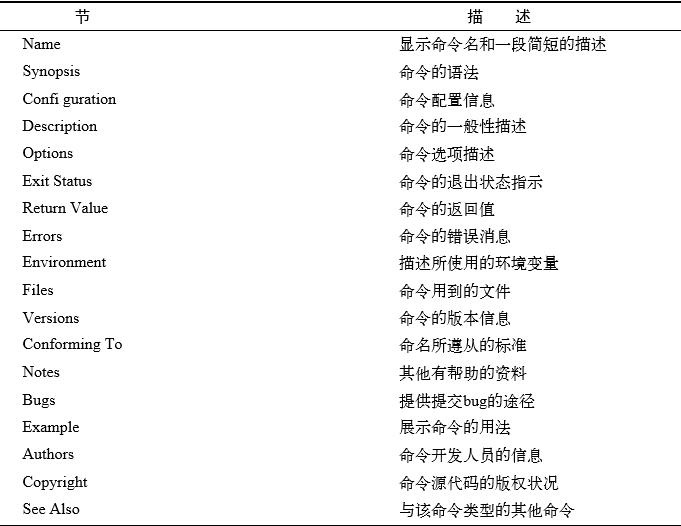 节 描 述
Name 显示命令名和一段简短的描述
Synopsis 命令的语法
Confi guration 命令配置信息
Description 命令的一般性描述
Options 命令选项描述
Exit Status 命令的退出状态指示
Return Value 命令的返回值
Errors 命令的错误消息
Environment 描述所使用的环境变量
Files 命令用到的文件
Versions 命令的版本信息
Conforming To 命名所遵从的标准
Notes 其他有帮助的资料
Bugs 提供提交bug的途径
Example 展示命令的用法
Authors 命令开发人员的信息
Copyright 命令源代码的版权状况
See Also 与该命令类型的其他命令